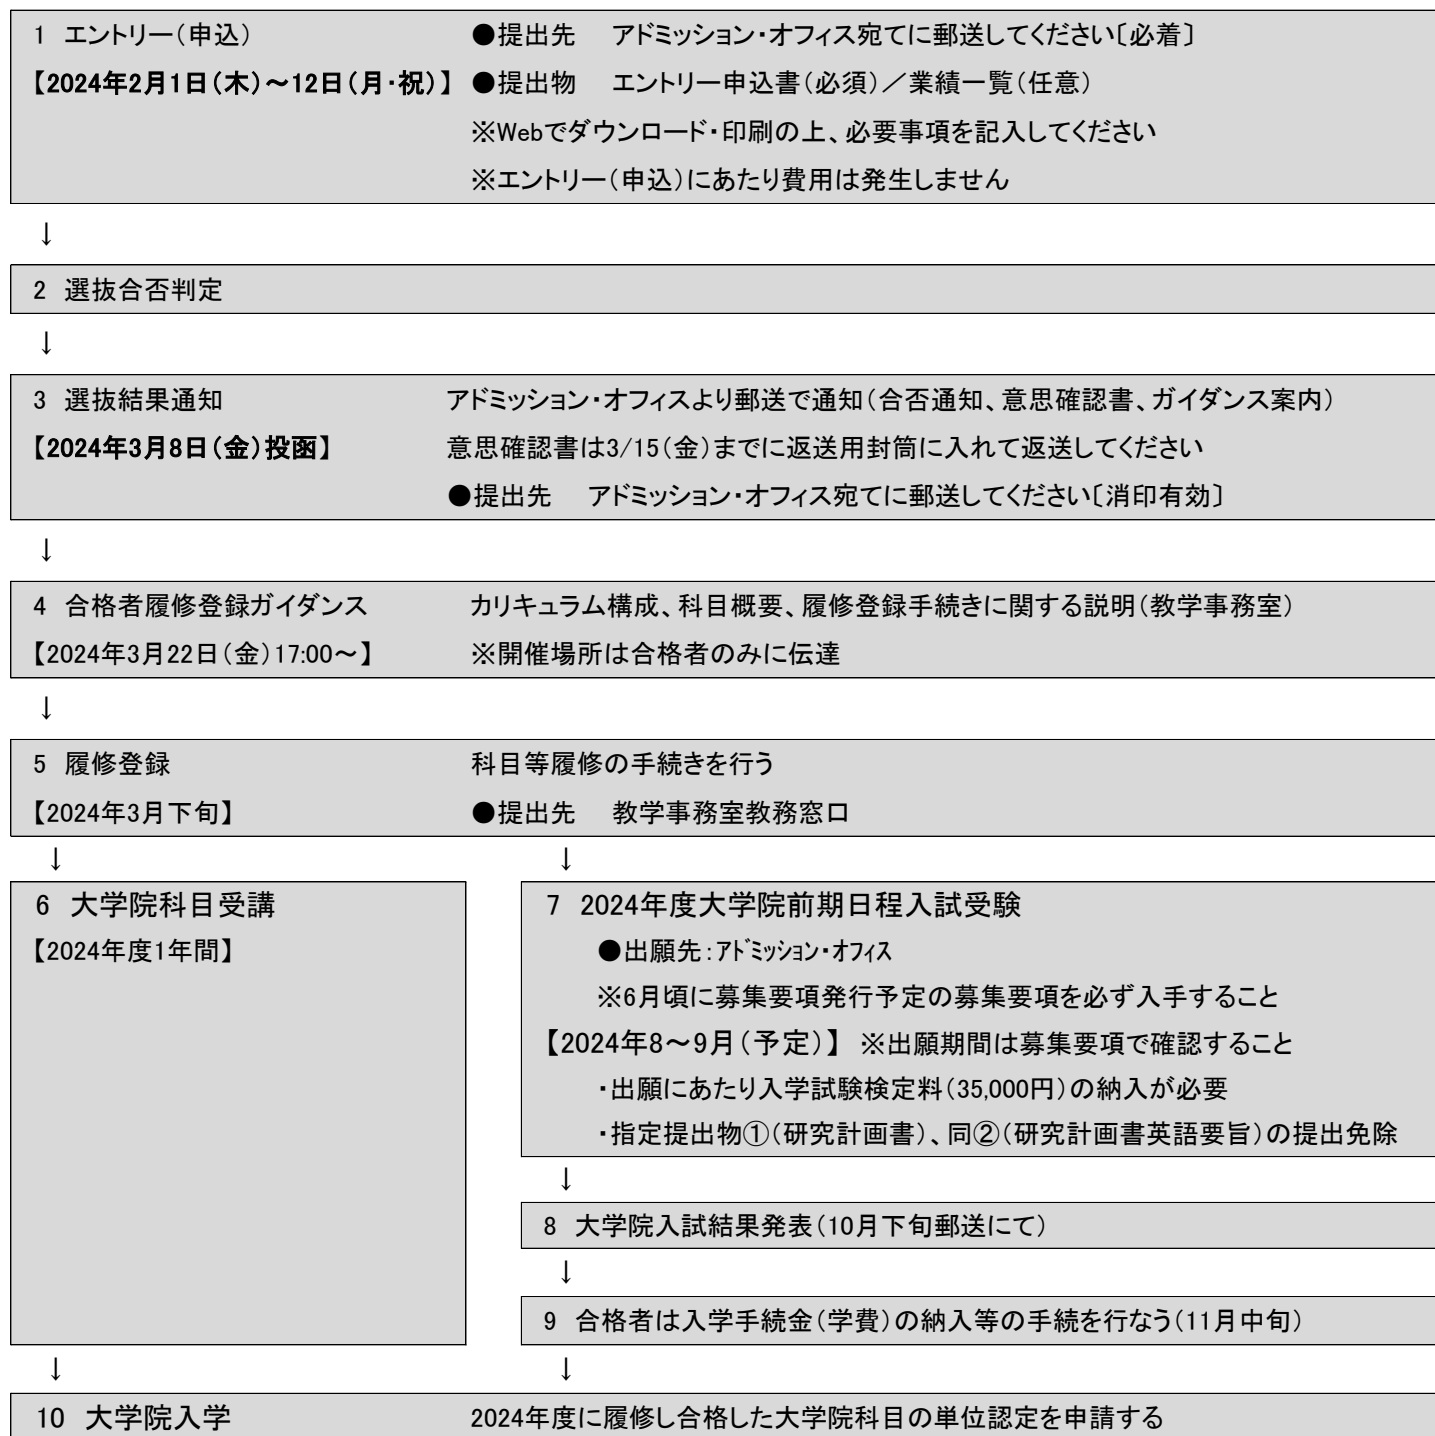 1 エントリー（申込） ●提出先 アドミッション・オフィス宛てに郵送してください〔必着〕
【2024年2月1日（木）～12日（月・祝）】 ●提出物 エントリー申込書（必須）／業績一覧（任意）
※Webでダウンロード・印刷の上、必要事項を記入してください
※エントリー（申込）にあたり費用は発生しません
↓
2 選抜合否判定
↓
3 選抜結果通知 アドミッション・オフィスより郵送で通知（合否通知、意思確認書、ガイダンス案内）
【2024年3月8日（金）投函】 意思確認書は3/15（金）までに返送用封筒に入れて返送してください
●提出先 アドミッション・オフィス宛てに郵送してください〔消印有効〕
↓
4 合格者履修登録ガイダンス カリキュラム構成、科目概要、履修登録手続きに関する説明（教学事務室）
【2024年3月22日（金）17:00～】 ※開催場所は合格者のみに伝達
↓
5 履修登録 科目等履修の手続きを行う
【2024年3月下旬】 ●提出先 教学事務室教務窓口
↓ ↓
6 大学院科目受講
【2024年度1年間】
7 2024年度大学院前期日程入試受験
●出願先：ｱﾄﾞﾐｯｼｮﾝ・ｵﾌｨｽ
※6月頃に募集要項発行予定の募集要項を必ず入手すること
【2024年8～9月（予定）】 ※出願期間は募集要項で確認すること
・出願にあたり入学試験検定料（35,000円）の納入が必要
・指定提出物①（研究計画書）、同②（研究計画書英語要旨）の提出免除
↓
8 大学院入試結果発表（10月下旬郵送にて）
↓
9 合格者は入学手続金（学費）の納入等の手続を行なう（11月中旬）
↓ ↓
10 大学院入学 2024年度に履修し合格した大学院科目の単位認定を申請する